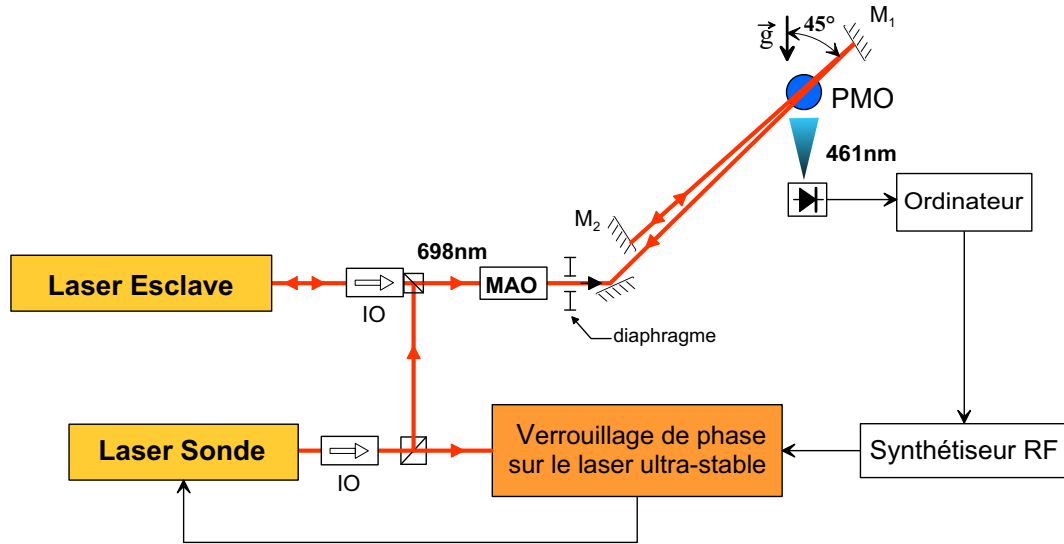 M1
45°
g
PMO
461nm
Ordinateur
M2
698nm
Laser Esclave
IO
MAO
diaphragme
Laser Sonde
IO
Verrouillage de phase
sur le laser ultra-stable
Synthétiseur RF